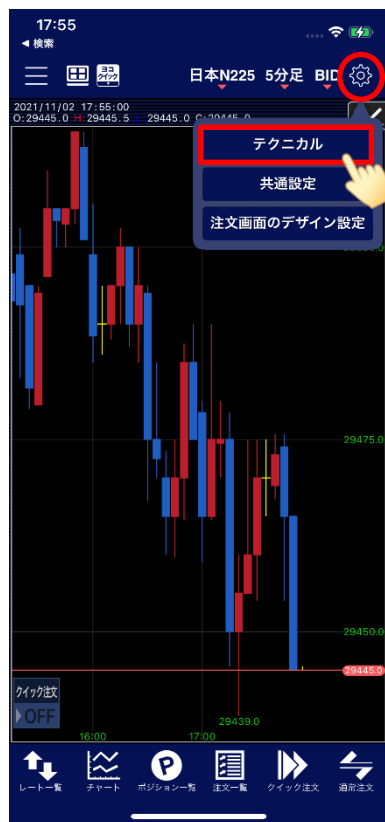 17:55
◀ 検索
ヨコ
クイック
日本N225 5分足 BID
2021/11/02 17:55:00
O:29445.0 H:29445.5 29445.0 C:29445.0
テクニカル
共通設定
注文画面のデザイン設定
29475.0
29450.0
29445.0
クイック注文
OFF
29439.0
16:00 17:00
P
レート一覧 チャート ポジション一覧 注文一覧 クイック注文 通常注文